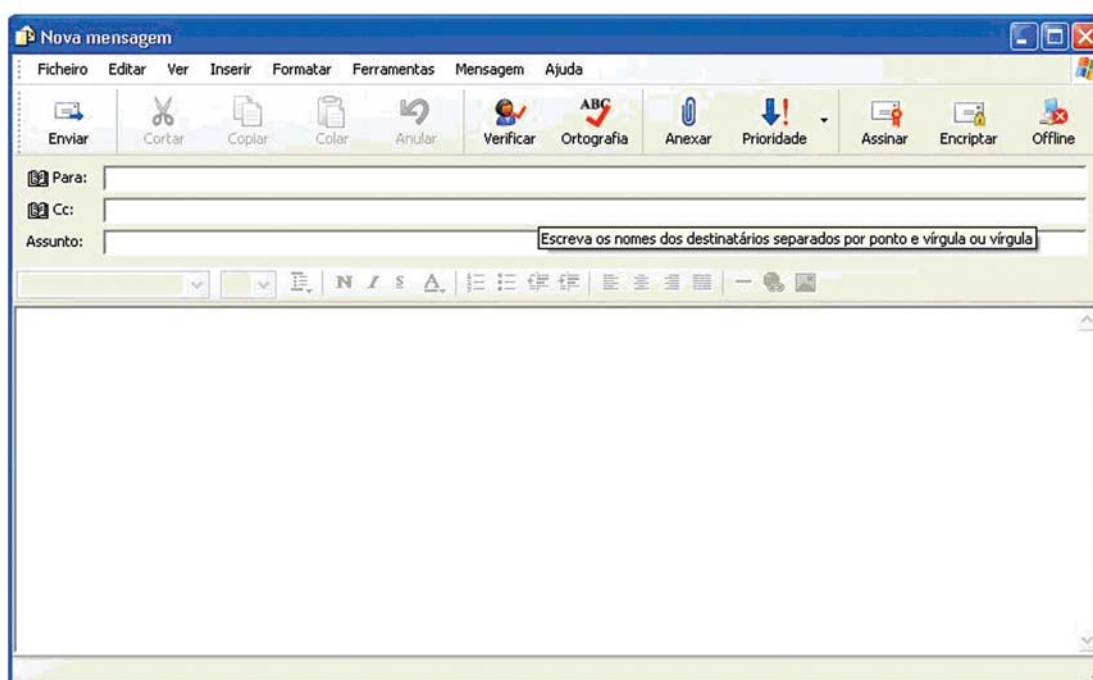 Nova mensagem
Ficheiro Editar Ver Inserir Formatar Ferramentas Mensagem Ajuda
Enviar Cortar Copiar Colar Anular Verificar Ortografia Anexar Prioridade Assinar Encriptar Offline
ABC
Para:
Cc:
Assunto:
Escreva os nomes dos destinatários separados por ponto e vírgula ou vírgula
N I S A